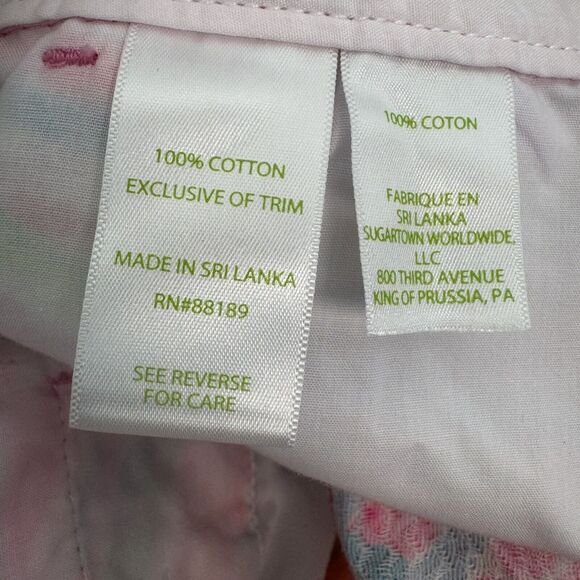 100% COTTON
EXCLUSIVE OF TRIM
MADE IN SRI LANKA
RN#88189
SEE REVERSE
FOR CARE
100% COTON
FABRIQUE EN
SRI LANKA
SUGARTOWN WORLDWIDE,
LLC
800 THIRD AVENUE
KING OF PRUSSIA, PA